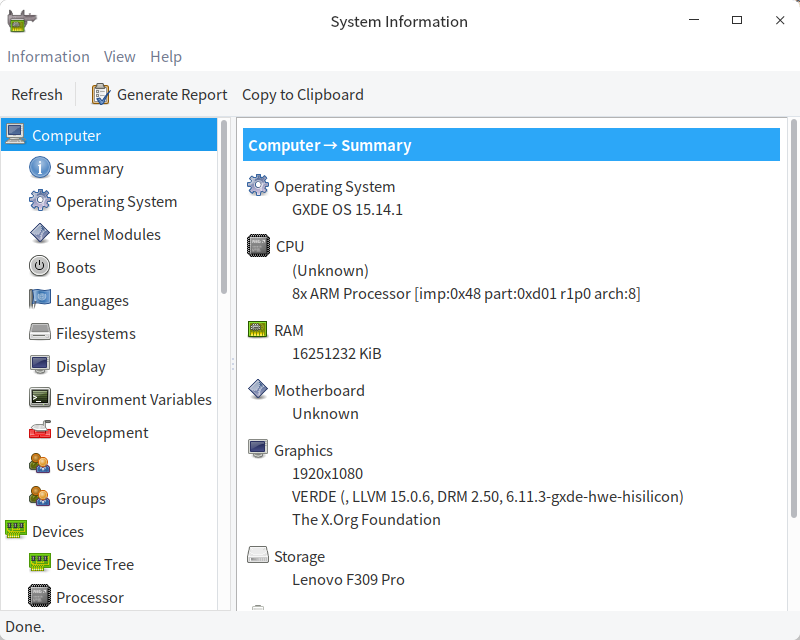 System Information
Information View Help
Refresh Generate Report Copy to Clipboard
Computer
Summary
Operating System
Kernel Modules
Boots
Languages
Filesystems
Display
Environment Variables
Development
Users
Groups
Devices
Device Tree
Processor
Computer → Summary
Operating System
GXDE OS 15.14.1
CPU
(Unknown)
8x ARM Processor [imp:0x48 part:0xd01 r1p0 arch:8]
RAM
16251232 KiB
Motherboard
Unknown
Graphics
1920x1080
VERDE (, LLVM 15.0.6, DRM 2.50, 6.11.3-gxde-hwe-hisilicon)
The X.Org Foundation
Storage
Lenovo F309 Pro
Done.